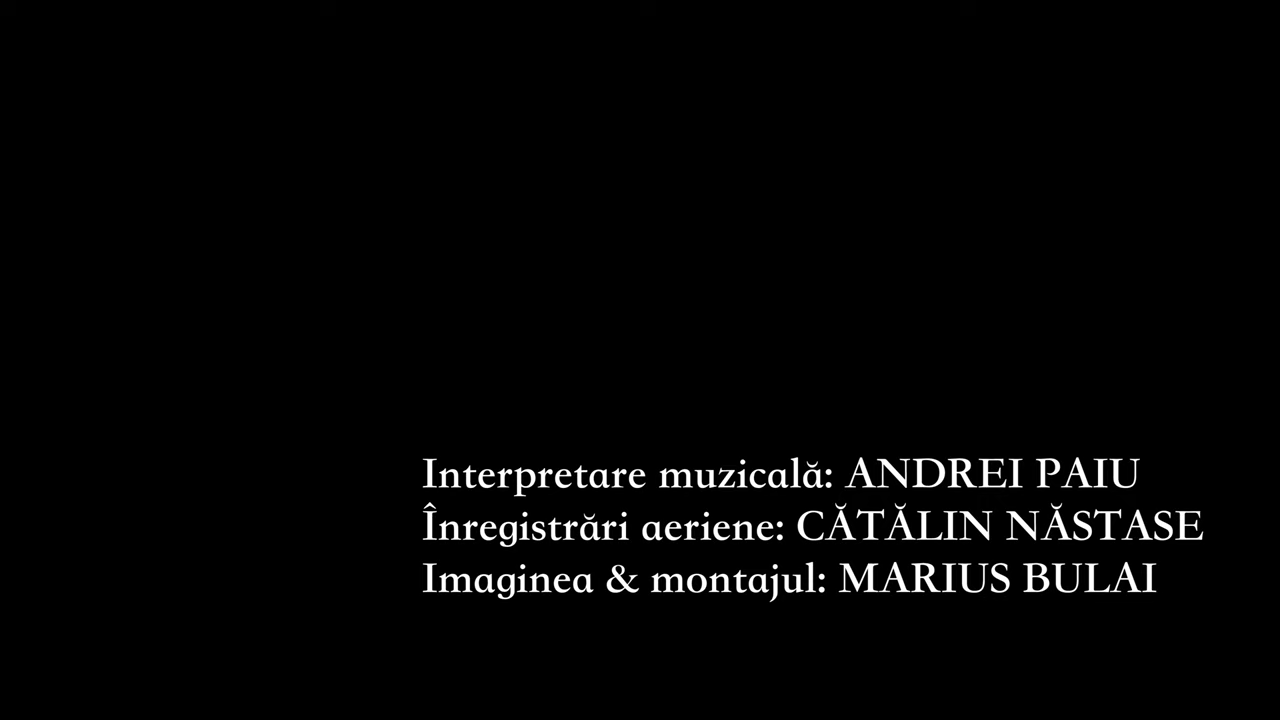 Interpretare muzicală: ANDREI PAIU
Înregistrări aeriene: CĂTĂLIN NĂSTASE
Imaginea & montajul: MARIUS BULAI